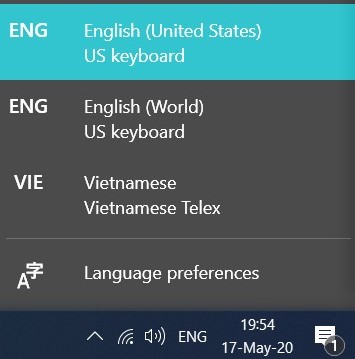 ENG English (United States)
US keyboard
ENG English (World)
US keyboard
VIE Vietnamese
Vietnamese Telex
A字 Language preferences
ENG 19:54
17-May-20 1